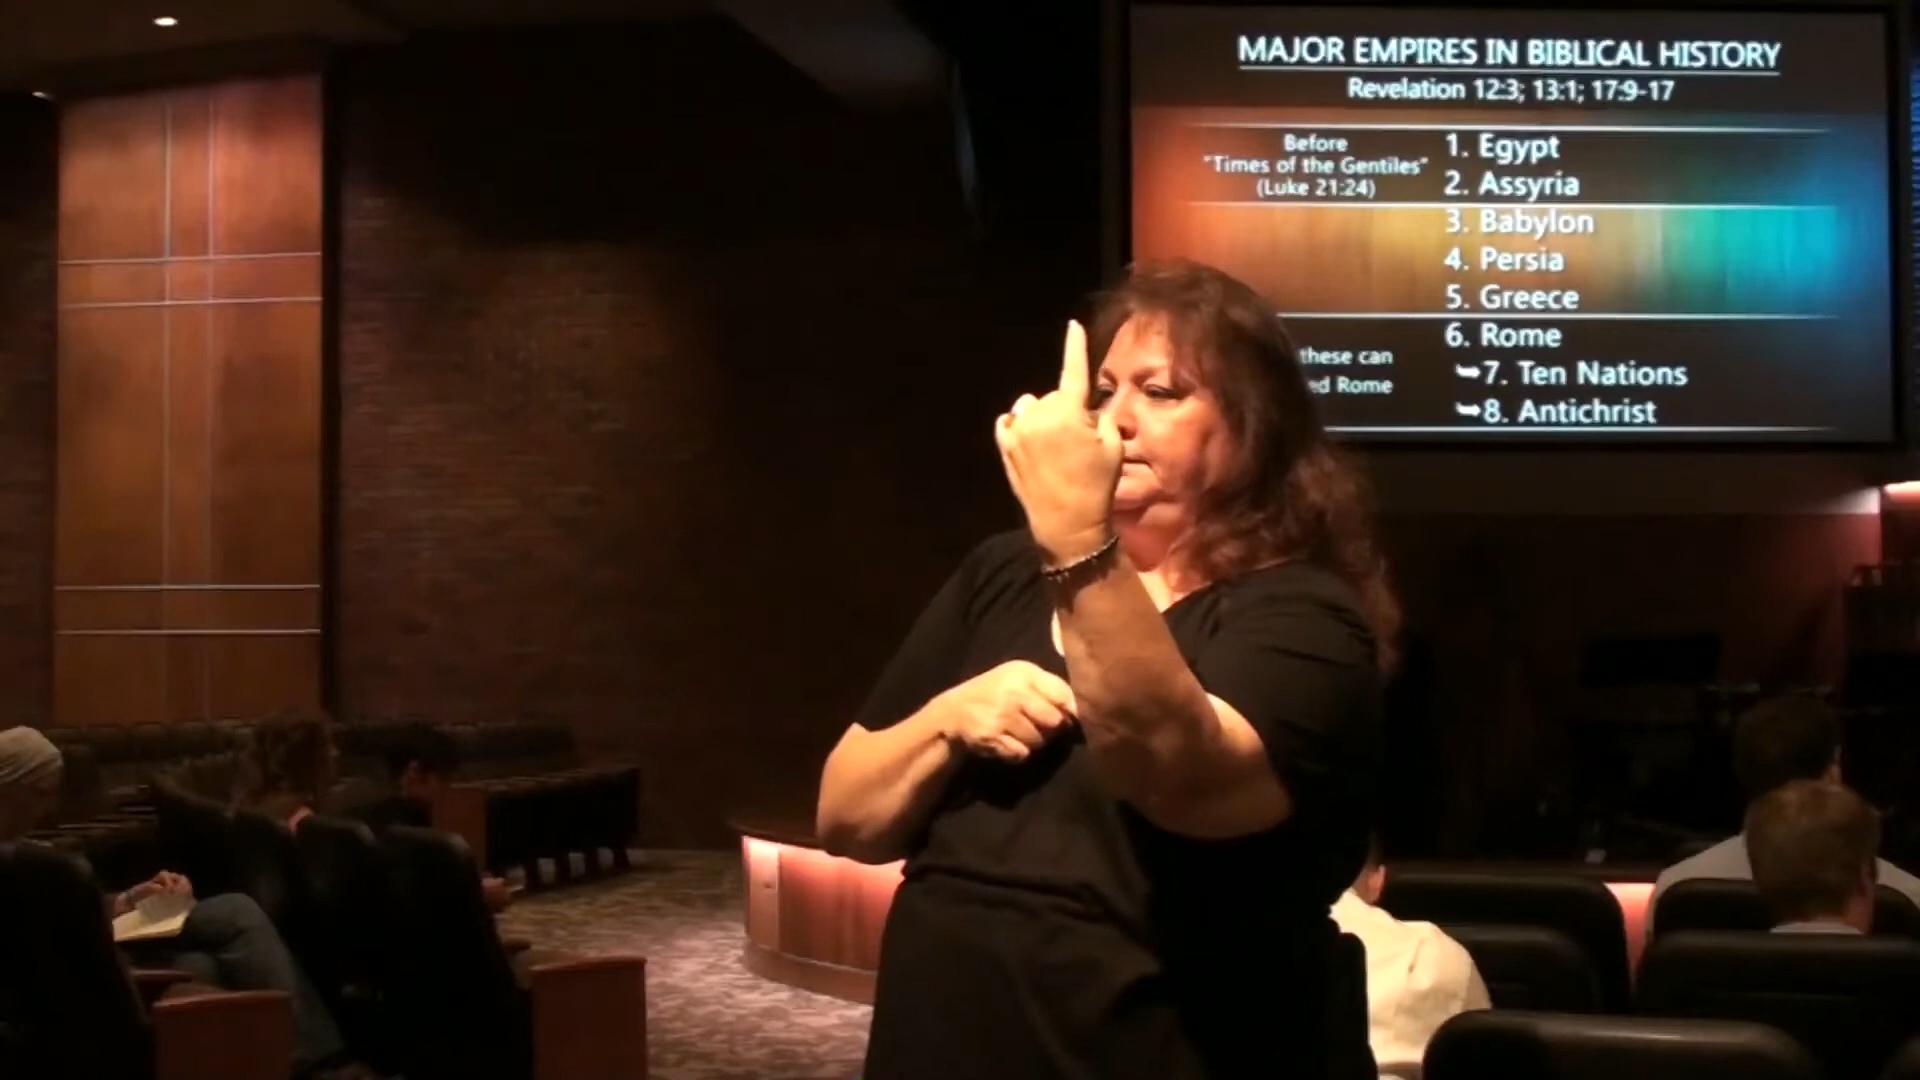 MAJOR EMPIRES IN BIBLICAL HISTORY
Revelation 12:3; 13:1; 17:9-17
Before
"Times of the Gentiles"
(Luke 21:24)
1. Egypt
2. Assyria
3. Babylon
4. Persia
5. Greece
6. Rome
these can
Rome
➥7. Ten Nations
➥8. Antichrist